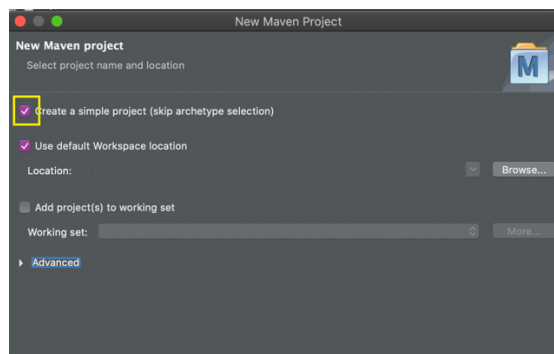 New Maven Project
New Maven project
Select project name and location
M
Create a simple project (skip archetype selection)
Use default Workspace location
Location:
Browse...
Add project(s) to working set
Working set:
More...
Advanced